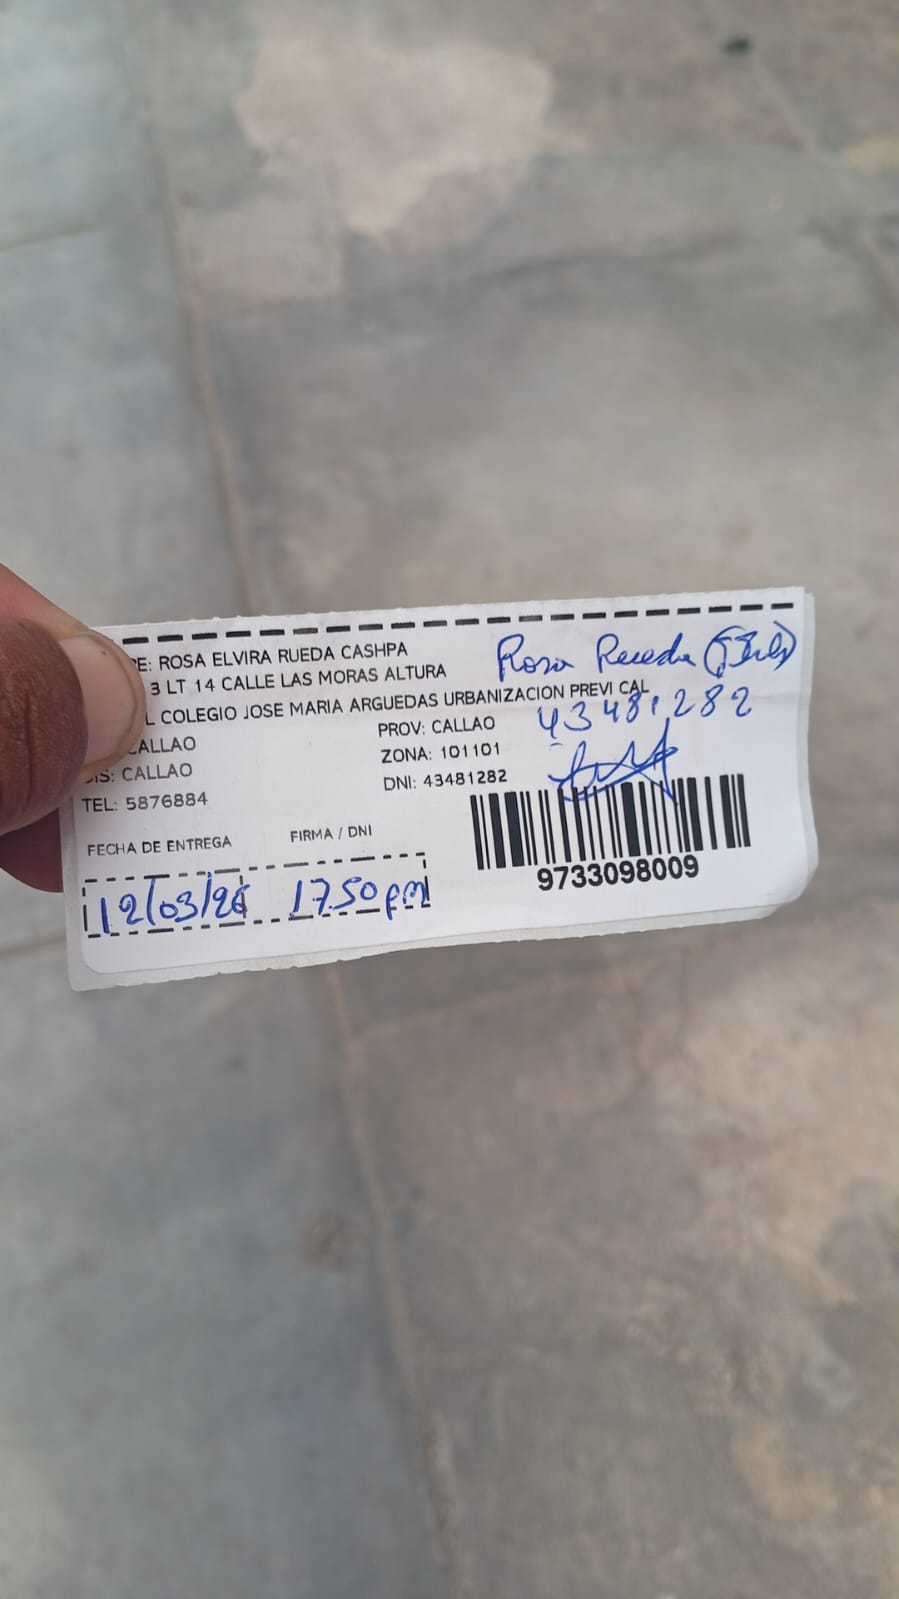 E: ROSA ELVIRA RUEDA CASHPA
3 LT 14 CALLE LAS MORAS ALTURA
L COLEGIO JOSE MARIA ARGUEDAS URBANIZACION PREVI CAL
CALLAO
PROV: CALLAO
DIS: CALLAO
ZONA: 101101
TEL: 5876884
DNI: 43481282
Rosa Rueda
43481282
FECHA DE ENTREGA
FIRMA / DNI
12/03/26 17:50 pm
9733098009